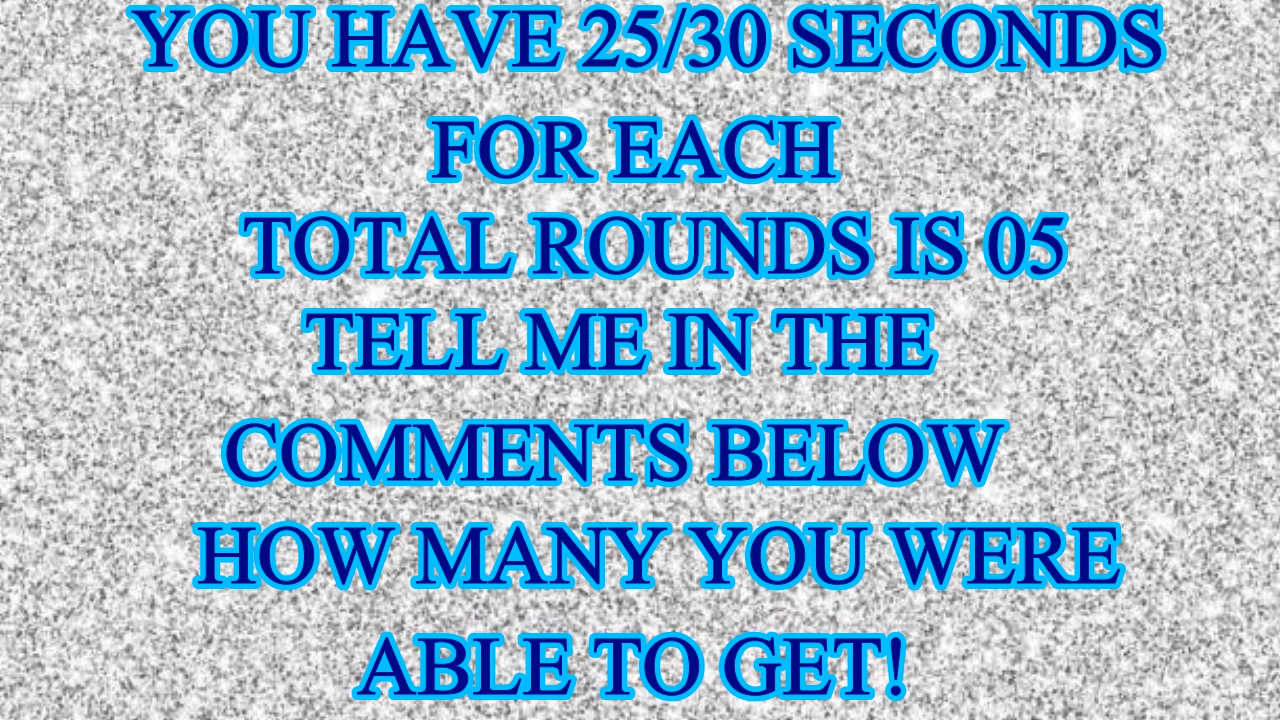 YOU HAVE 25/30 SECONDS
FOR EACH
TOTAL ROUNDS IS 05
TELL ME IN THE
COMMENTS BELOW
HOW MANY YOU WERE
ABLE TO GET!